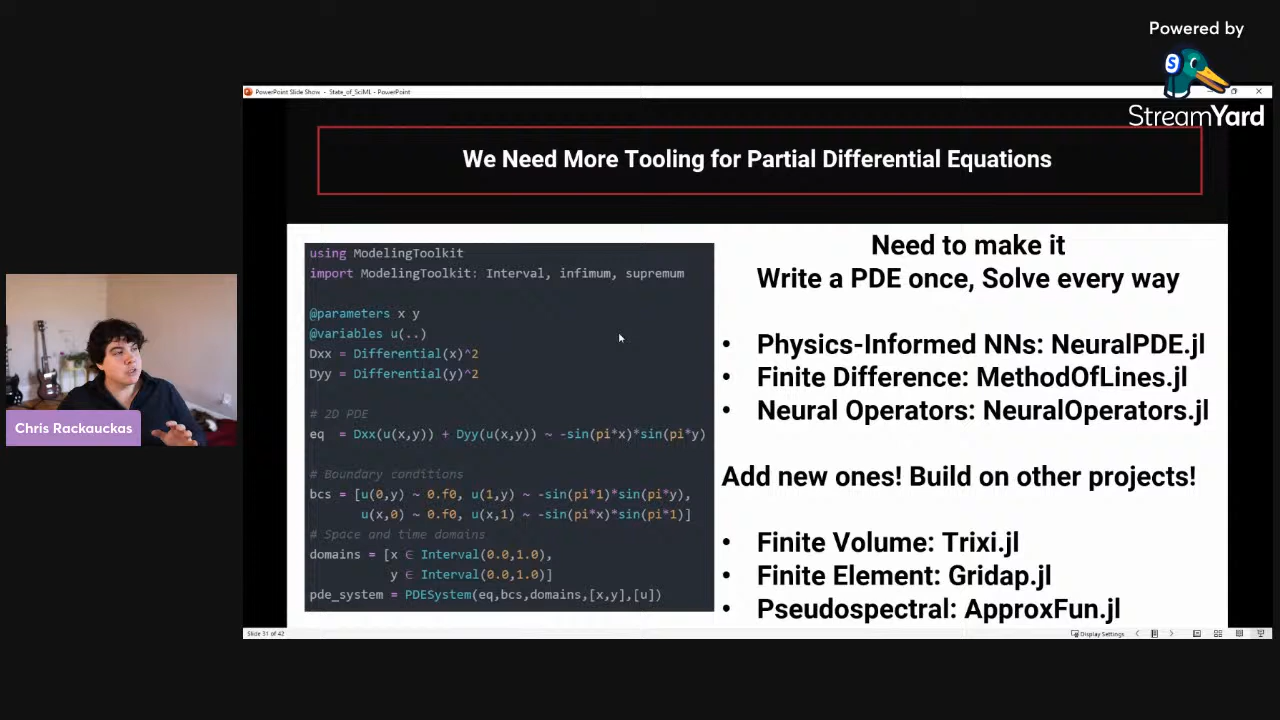 Powered by
S
StreamYard
PowerPoint Slide Show - State_of_SciML - PowerPoint
We Need More Tooling for Partial Differential Equations
using ModelingToolkit
import ModelingToolkit: Interval, infimum, supremum
@parameters x y
@variables u(..)
Dxx = Differential(x)^2
Dyy = Differential(y)^2
# 2D PDE
eq  = Dxx(u(x,y)) + Dyy(u(x,y)) ~ -sin(pi*x)*sin(pi*y)
# Boundary conditions
bcs = [u(0,y) ~ 0.f0, u(1,y) ~ -sin(pi*1)*sin(pi*y),
u(x,0) ~ 0.f0, u(x,1) ~ -sin(pi*x)*sin(pi*1)]
# Space and time domains
domains = [x ∈ Interval(0.0,1.0),
y ∈ Interval(0.0,1.0)]
pde_system = PDESystem(eq,bcs,domains,[x,y],[u])
Need to make it
Write a PDE once, Solve every way
• Physics-Informed NNs: NeuralPDE.jl
• Finite Difference: MethodOfLines.jl
• Neural Operators: NeuralOperators.jl
Add new ones! Build on other projects!
• Finite Volume: Trixi.jl
• Finite Element: Gridap.jl
• Pseudospectral: ApproxFun.jl
Chris Rackauckas
Slide 31 of 42
Display Settings